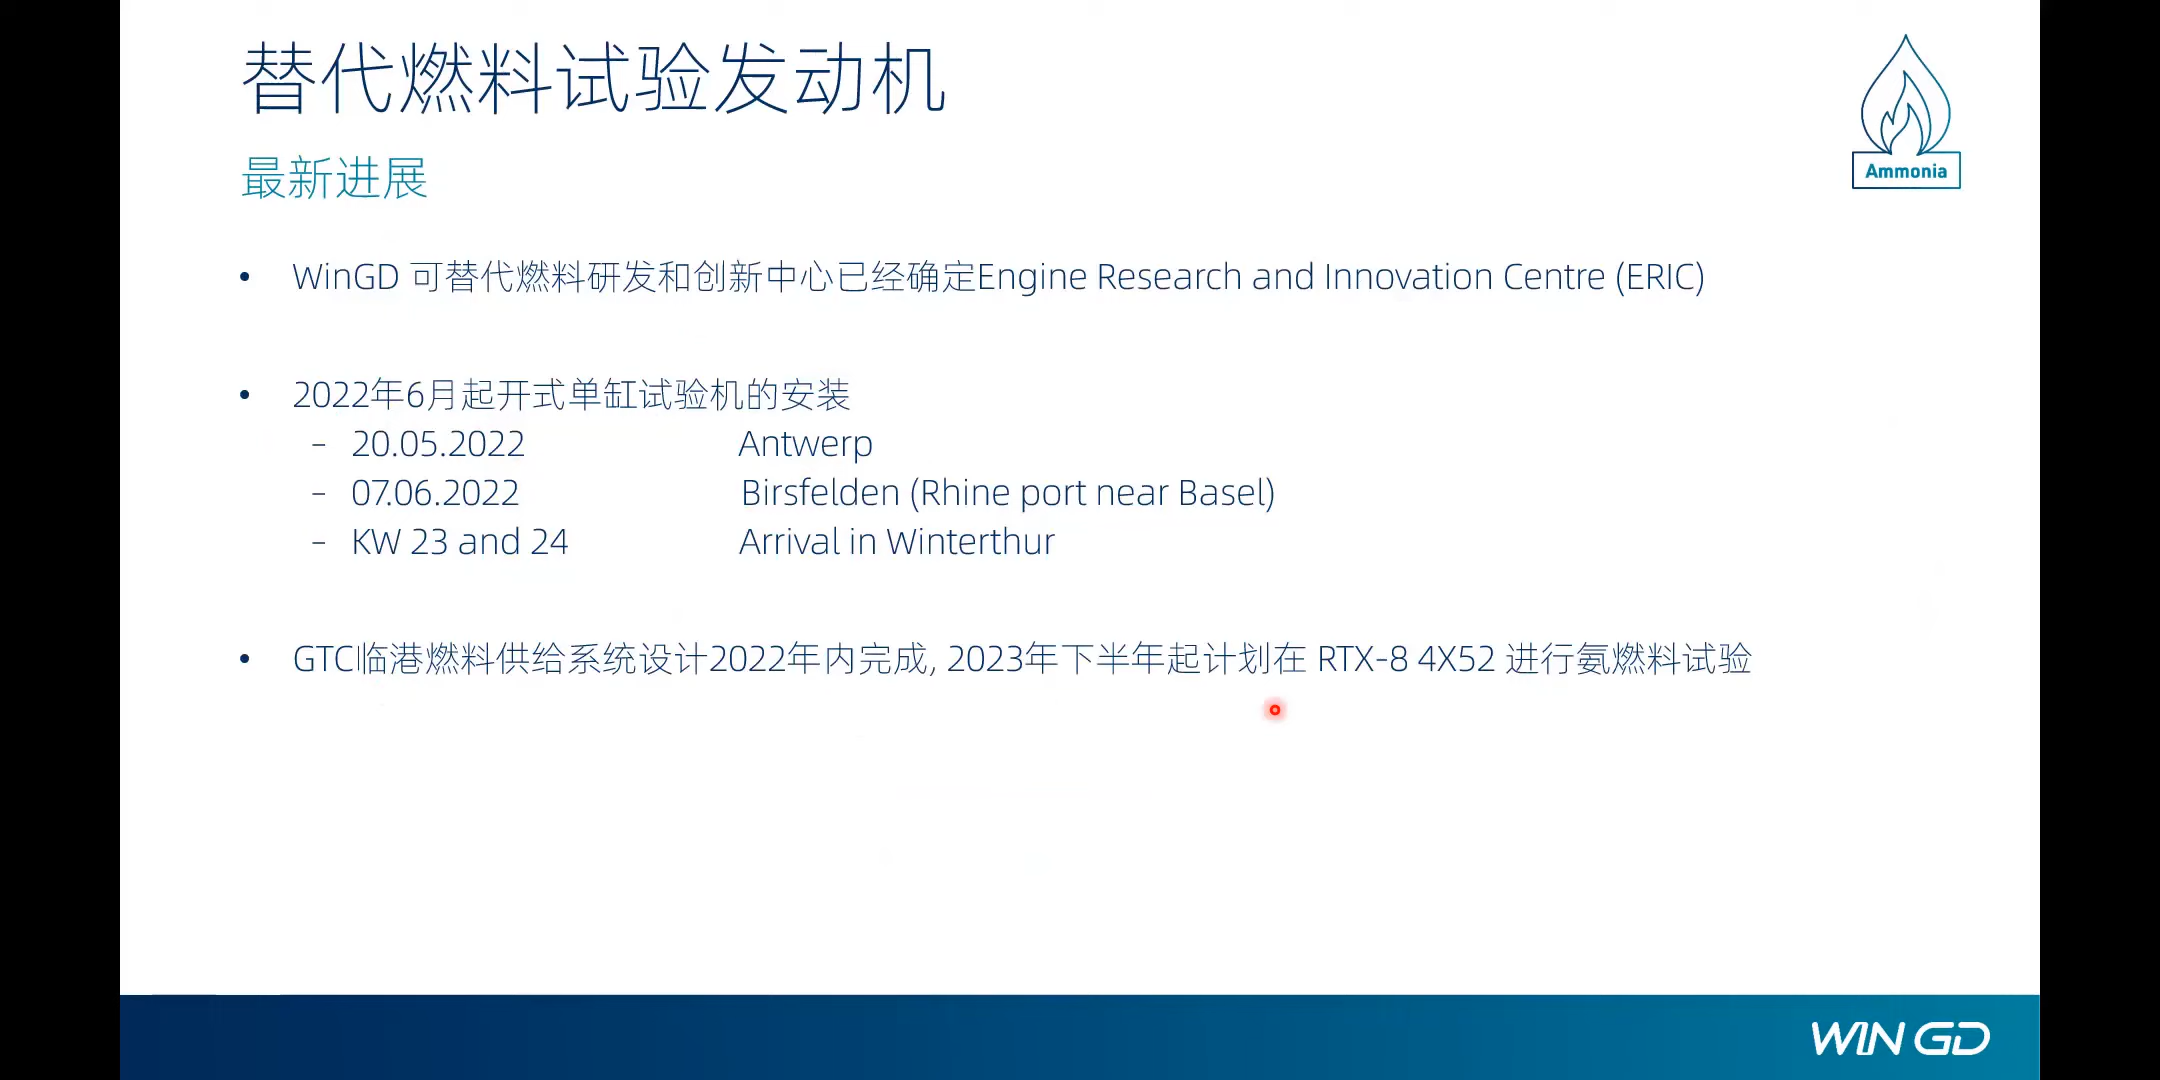 替代燃料试验发动机
Ammonia
最新进展
• WinGD 可替代燃料研发和创新中心已经确定Engine Research and Innovation Centre (ERIC)
• 2022年6月起开式单缸试验机的安装
– 20.05.2022 Antwerp
– 07.06.2022 Birsfelden (Rhine port near Basel)
– KW 23 and 24 Arrival in Winterthur
• GTC临港燃料供给系统设计2022年内完成, 2023年下半年起计划在 RTX-8 4X52 进行氨燃料试验
WIN GD